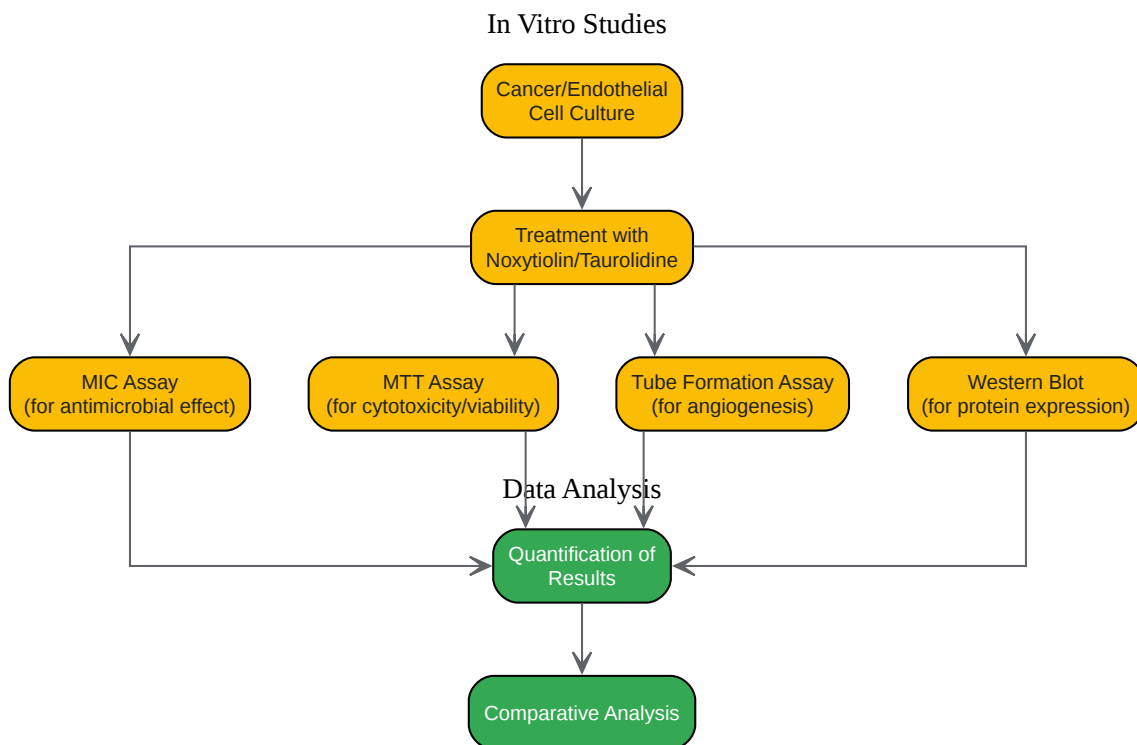 In Vitro Studies
Cancer/Endothelial
Cell Culture
Treatment with
Noxytiolin/Taurolidine
MIC Assay
(for antimicrobial effect)
MTT Assay
(for cytotoxicity/viability)
Tube Formation Assay
(for angiogenesis)
Western Blot
(for protein expression)
Data Analysis
Quantification of
Results
Comparative Analysis